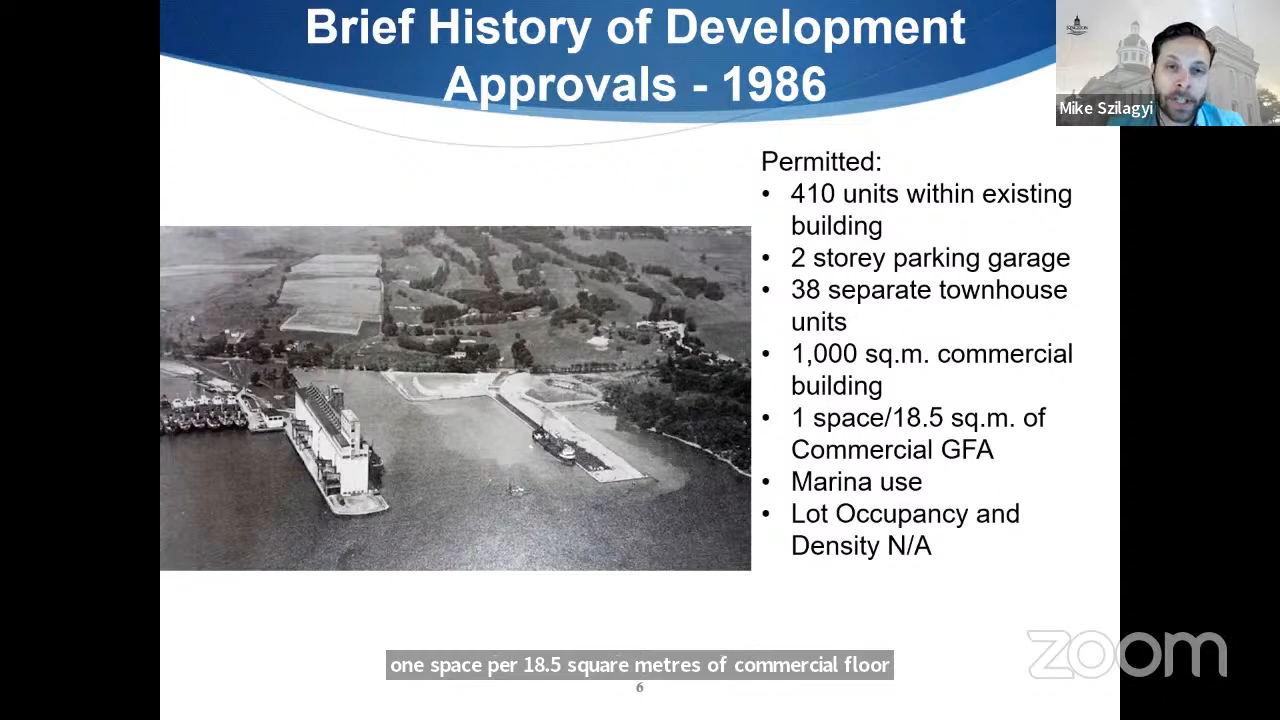 Brief History of Development
Approvals - 1986
KINGSTON
Mike Szilagyi
Permitted:
• 410 units within existing
building
• 2 storey parking garage
• 38 separate townhouse
units
• 1,000 sq.m. commercial
building
• 1 space/18.5 sq.m. of
Commercial GFA
• Marina use
• Lot Occupancy and
Density N/A
zoom
one space per 18.5 square metres of commercial floor
6